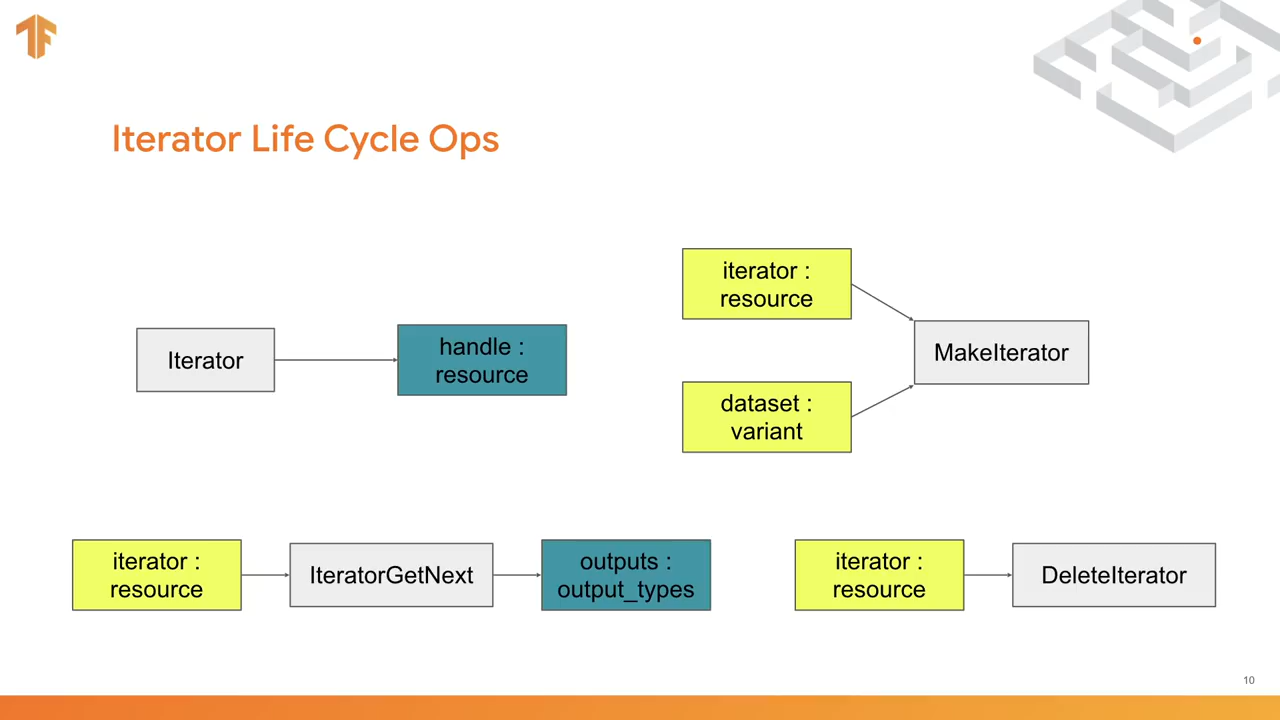 Iterator Life Cycle Ops
Iterator
handle :
resource
iterator :
resource
dataset :
variant
MakeIterator
iterator :
resource
IteratorGetNext
outputs :
output_types
iterator :
resource
DeleteIterator
10